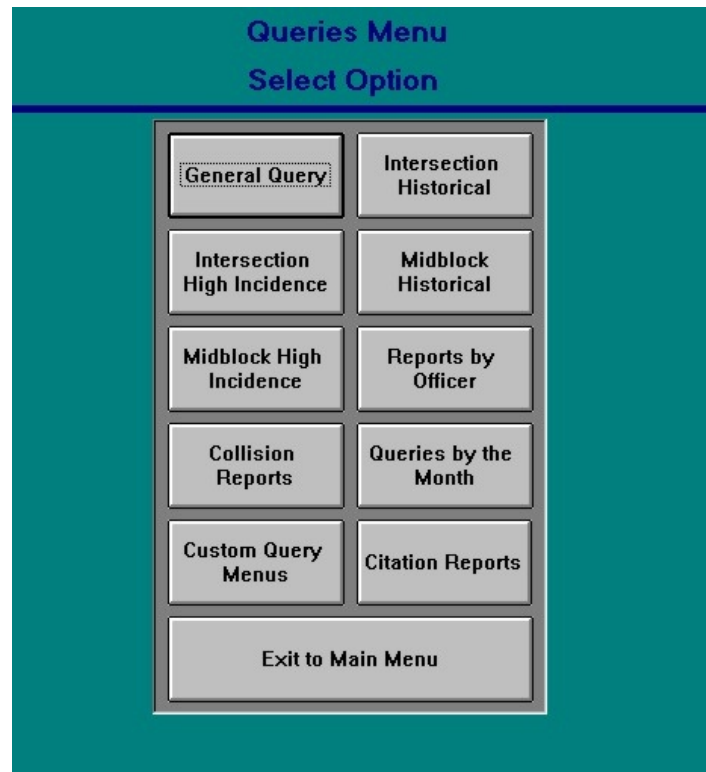 Queries Menu
Select Option
General Query
Intersection
Historical
Intersection
High Incidence
Midblock
Historical
Midblock High
Incidence
Reports by
Officer
Collision
Reports
Queries by the
Month
Custom Query
Menus
Citation Reports
Exit to Main Menu